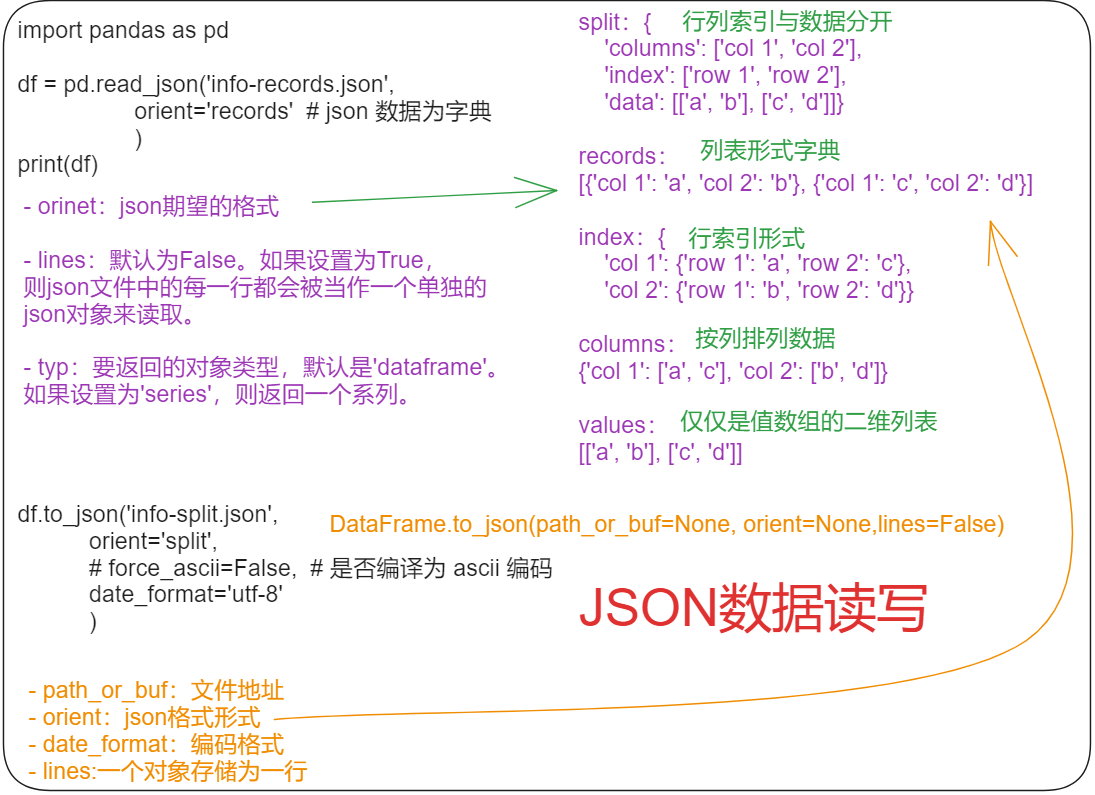 import pandas as pd
df = pd.read_json('info-records.json',
orient='records'  # json 数据为字典
)
print(df)
- orinet：json期望的格式
- lines：默认为False。如果设置为True，
则json文件中的每一行都会被当作一个单独的
json对象来读取。
- typ：要返回的对象类型，默认是'dataframe'。
如果设置为'series'，则返回一个系列。
split：{ 行列索引与数据分开
'columns': ['col 1', 'col 2'],
'index': ['row 1', 'row 2'],
'data': [['a', 'b'], ['c', 'd']]}
records： 列表形式字典
[{'col 1': 'a', 'col 2': 'b'}, {'col 1': 'c', 'col 2': 'd'}]
index：{ 行索引形式
'col 1': {'row 1': 'a', 'row 2': 'c'},
'col 2': {'row 1': 'b', 'row 2': 'd'}}
columns： 按列排列数据
{'col 1': ['a', 'c'], 'col 2': ['b', 'd']}
values： 仅仅是值数组的二维列表
[['a', 'b'], ['c', 'd']]
df.to_json('info-split.json',
orient='split',
# force_ascii=False,  # 是否编译为 ascii 编码
date_format='utf-8'
)
DataFrame.to_json(path_or_buf=None, orient=None,lines=False)
JSON数据读写
- path_or_buf：文件地址
- orient：json格式形式
- date_format：编码格式
- lines:一个对象存储为一行